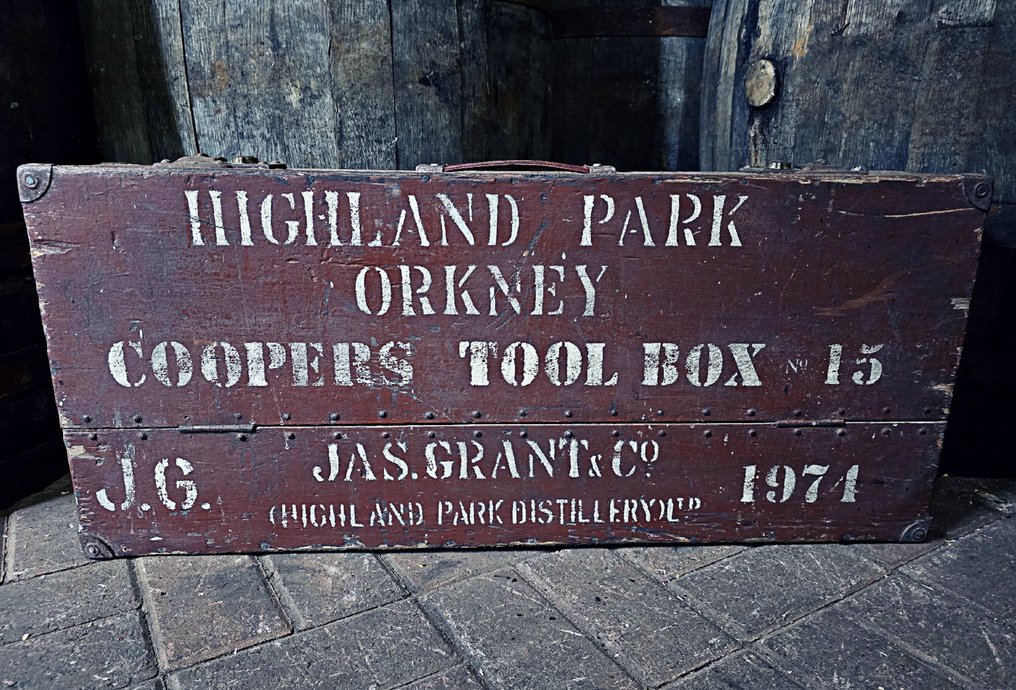 HIGHLAND PARK
ORKNEY
COOPERS TOOL BOX Nº 15
J.G. JAS. GRANT & Cº 1974
(HIGHLAND PARK DISTILLERY) LTD